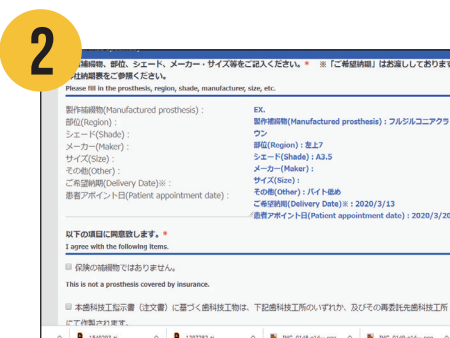 2
補綴物、部位、シェード、メーカー・サイズ等をご記入ください。* ※「ご希望納期」はお渡ししております
社納期表をご参照ください。
Please fill in the prosthesis, region, shade, manufacturer, size, etc.
製作補綴物(Manufactured prosthesis)：
部位(Region)：
シェード(Shade)：
メーカー(Maker)：
サイズ(Size)：
その他(Other)：
ご希望納期(Delivery Date)※：
患者アポイント日(Patient appointment date)：
EX.
製作補綴物(Manufactured prosthesis)：フルジルコニアクラ
ウン
部位(Region)：左上7
シェード(Shade)：A3.5
メーカー(Maker)：
サイズ(Size)：
その他(Other)：バイト低め
ご希望納期(Delivery Date)※：2020/3/13
患者アポイント日(Patient appointment date)：2020/3/20
以下の項目に同意致します。*
I agree with the following items.
保険の補綴物ではありません。
This is not a prosthesis covered by insurance.
本歯科技工指示書（注文書）に基づく歯科技工物は、下記歯科技工所のいずれか、及びその再委託先歯科技工所
にて作製されます。